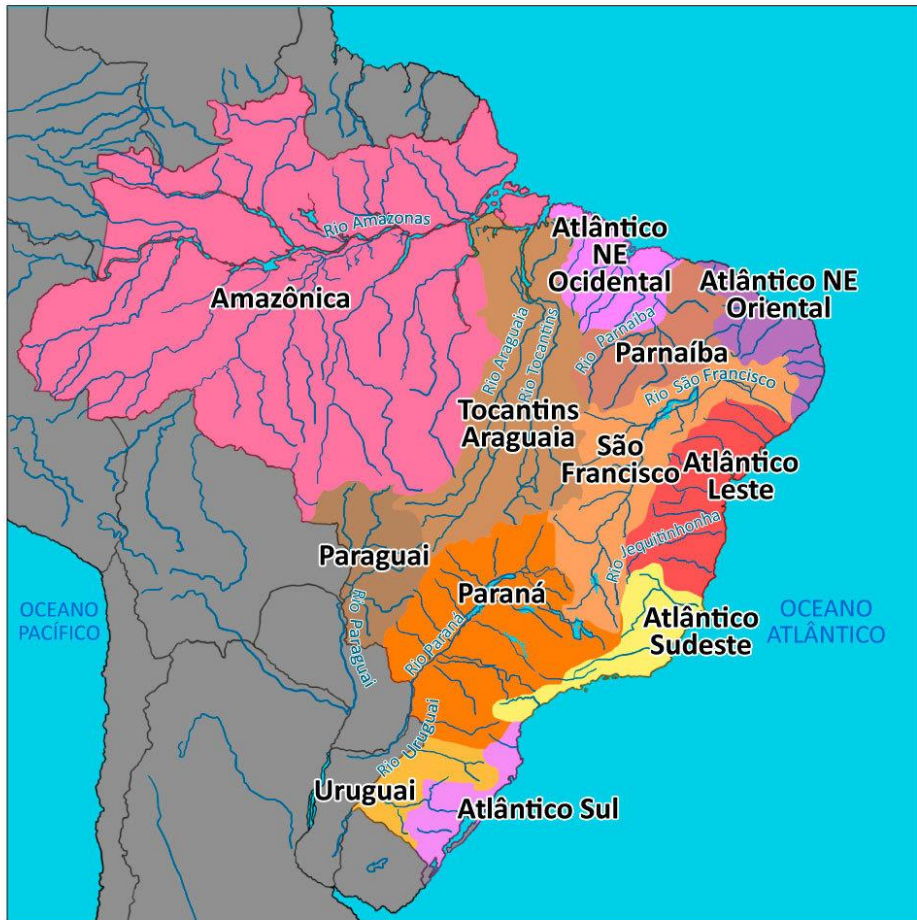 Rio Amazonas
Atlântico
NE
Ocidental
Atlântico NE
Oriental
Amazônica
Rio Araguaia
Rio Tocantins
Rio Parnaíba
Parnaíba
Rio São Francisco
Tocantins
Araguaia
São
Francisco
Atlântico
Leste
Rio Jequitinhonha
Paraguai
Paraná
Rio Paraguai
Rio Paraná
OCEANO
PACÍFICO
Atlântico
Sudeste
OCEANO
ATLÂNTICO
Rio Uruguai
Uruguai
Atlântico Sul